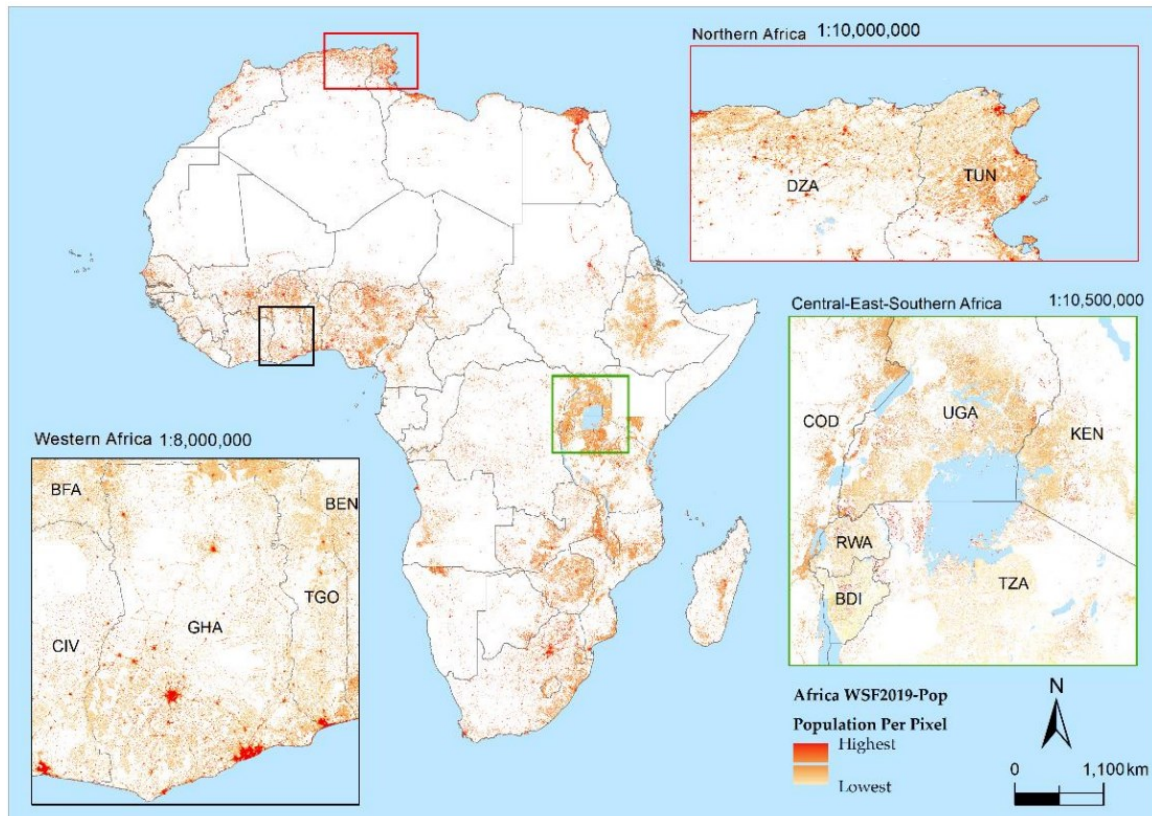 Northern Africa 1:10,000,000
DZA
TUN
Central-East-Southern Africa 1:10,500,000
COD
UGA
KEN
RWA
BDI
TZA
Western Africa 1:8,000,000
BFA
BEN
TGO
GHA
CIV
Africa WSF2019-Pop
Population Per Pixel
Highest
Lowest
N
0 1,100 km